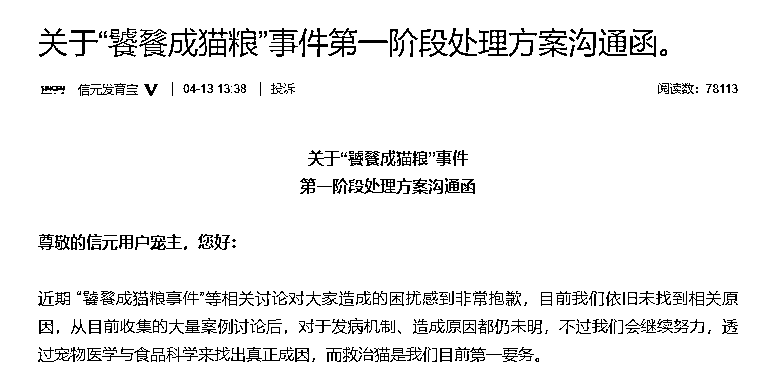 关于“饕餮成猫粮”事件第一阶段处理方案沟通函。
信元发育宝 V | 04-13 13:38 | 投诉 阅读数：78113
关于“饕餮成猫粮”事件
第一阶段处理方案沟通函
尊敬的信元用户宠主，您好：
近期 “饕餮成猫粮事件”等相关讨论对大家造成的困扰感到非常抱歉，目前我们依旧未找到相关原
因，从目前收集的大量案例讨论后，对于发病机制、造成原因都仍未明，不过我们会继续努力，透
过宠物医学与食品科学来找出真正成因，而救治猫是我们目前第一要务。